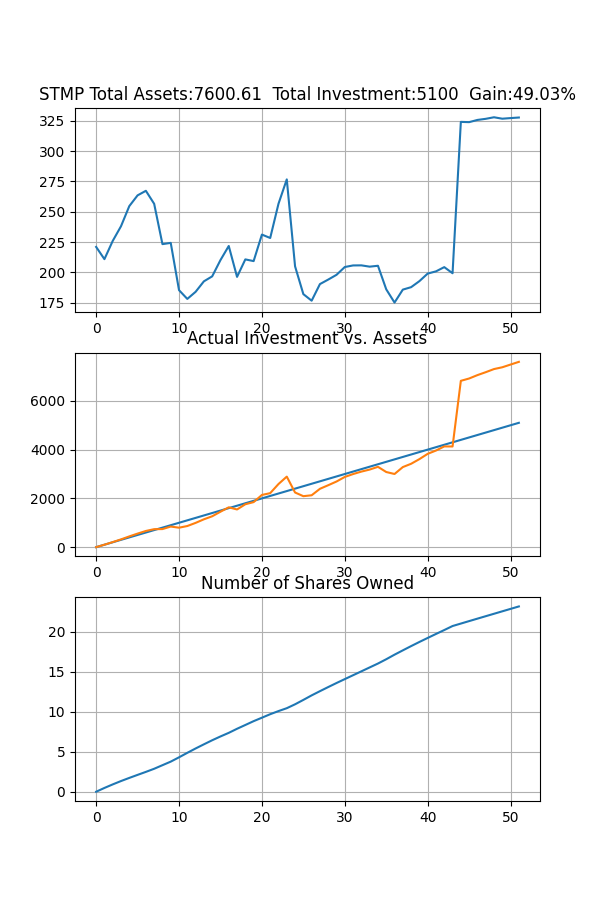 STMP Total Assets:7600.61  Total Investment:5100  Gain:49.03%
325
300
275
250
225
200
175
0 10 20 30 40 50
Actual Investment vs. Assets
6000
4000
2000
0
0 10 20 30 40 50
Number of Shares Owned
20
15
10
5
0
0 10 20 30 40 50